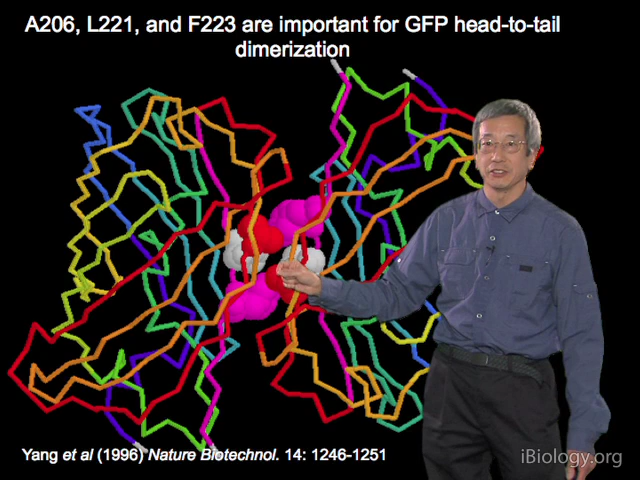 A206, L221, and F223 are important for GFP head-to-tail
dimerization
Yang et al (1996) Nature Biotechnol. 14: 1246-1251
iBiology.org